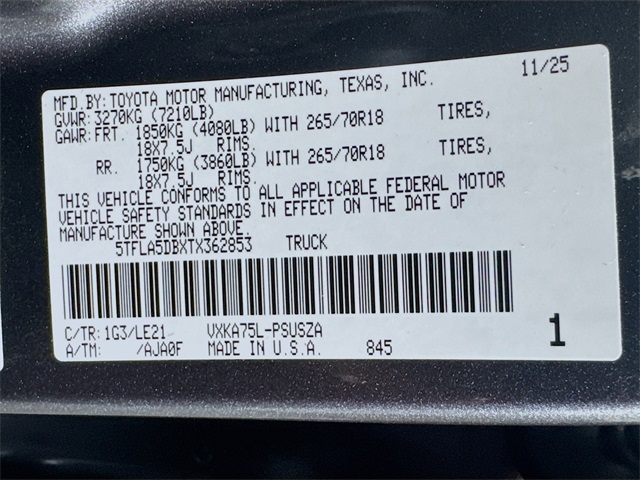 11/25
MFD.BY:TOYOTA MOTOR MANUFACTURING, TEXAS, INC.
GVWR:3270KG (7210LB)
GAWR:FRT. 1850KG (4080LB) WITH 265/70R18 TIRES,
18X7.5J RIMS.
RR. 1750KG (3860LB) WITH 265/70R18 TIRES,
18X7.5J RIMS.
THIS VEHICLE CONFORMS TO ALL APPLICABLE FEDERAL MOTOR
VEHICLE SAFETY STANDARDS IN EFFECT ON THE DATE OF
MANUFACTURE SHOWN ABOVE.
5TFLA5DBXTX362853 TRUCK
C/TR:1G3/LE21 VXKA75L-PSUSZA
A/TM: /AJA0F MADE IN U.S.A. 845
1